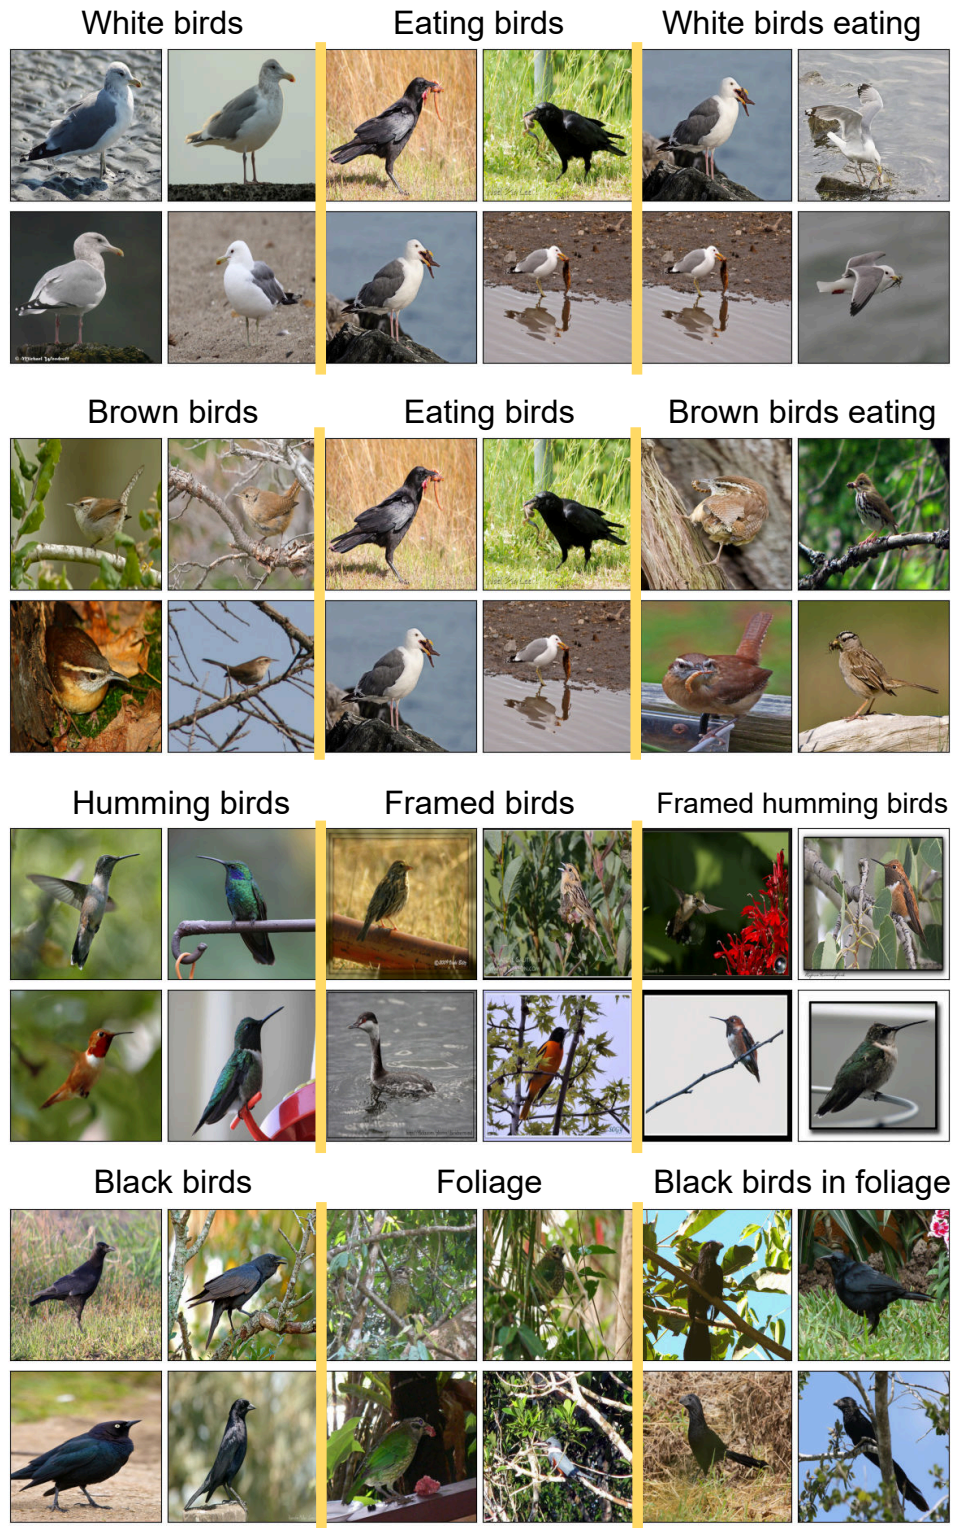 White birds
Eating birds
White birds eating
Brown birds
Eating birds
Brown birds eating
Humming birds
Framed birds
Framed humming birds
Black birds
Foliage
Black birds in foliage